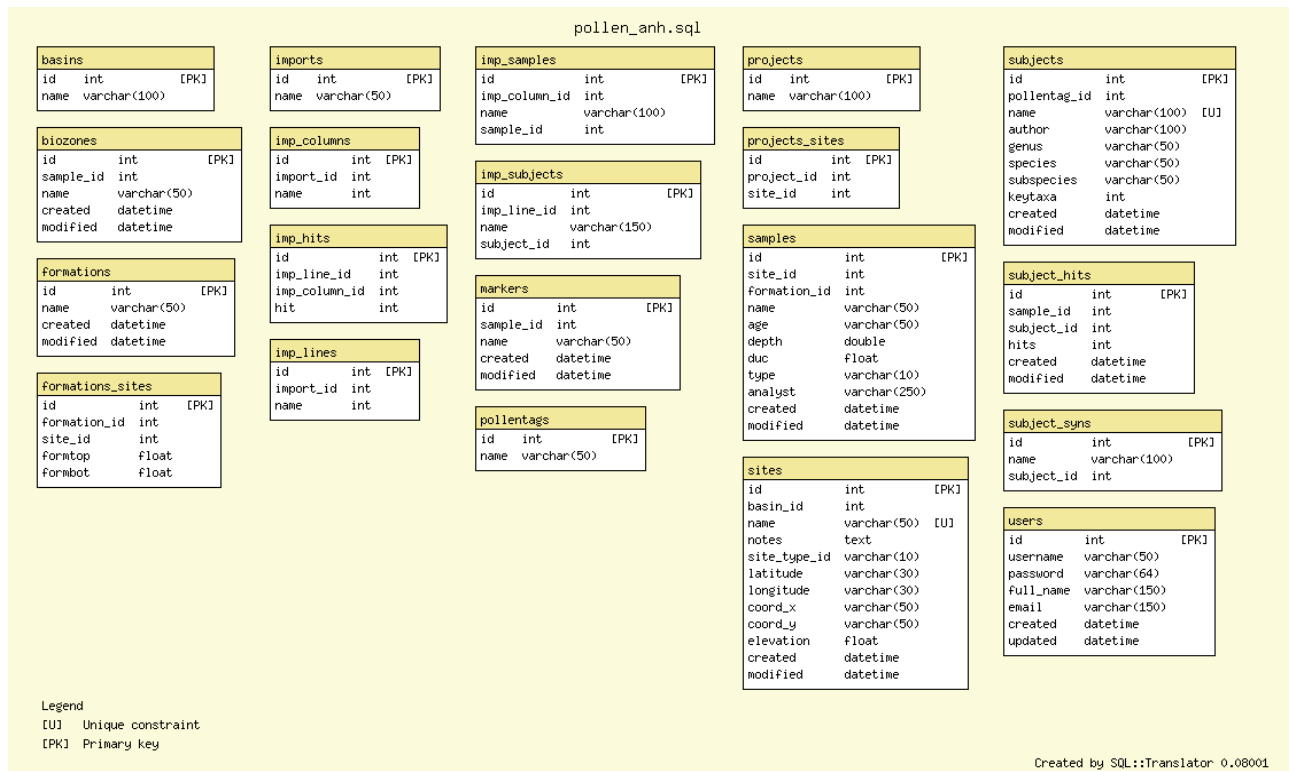 pollen_anh.sql
basins
id int [PK]
name varchar(100)
biozones
id int [PK]
sample_id int
name varchar(50)
created datetime
modified datetime
formations
id int [PK]
name varchar(50)
created datetime
modified datetime
formations_sites
id int [PK]
formation_id int
site_id int
formtop float
formbot float
imports
id int [PK]
name varchar(50)
imp_columns
id int [PK]
import_id int
name int
imp_hits
id int [PK]
imp_line_id int
imp_column_id int
hit int
imp_lines
id int [PK]
import_id int
name int
imp_samples
id int [PK]
imp_column_id int
name varchar(100)
sample_id int
imp_subjects
id int [PK]
imp_line_id int
name varchar(150)
subject_id int
markers
id int [PK]
sample_id int
name varchar(50)
created datetime
modified datetime
pollentags
id int [PK]
name varchar(50)
projects
id int [PK]
name varchar(100)
projects_sites
id int [PK]
project_id int
site_id int
samples
id int [PK]
site_id int
formation_id int
name varchar(50)
age varchar(50)
depth double
duc float
type varchar(10)
analyst varchar(250)
created datetime
modified datetime
sites
id int [PK]
basin_id int
name varchar(50) [U]
notes text
site_type_id varchar(10)
latitude varchar(30)
longitude varchar(30)
coord_x varchar(50)
coord_y varchar(50)
elevation float
created datetime
modified datetime
subjects
id int [PK]
pollentag_id int
name varchar(100) [U]
author varchar(100)
genus varchar(50)
species varchar(50)
subspecies varchar(50)
keytaxa int
created datetime
modified datetime
subject_hits
id int [PK]
sample_id int
subject_id int
hits int
created datetime
modified datetime
subject_syns
id int [PK]
name varchar(100)
subject_id int
users
id int [PK]
username varchar(50)
password varchar(64)
full_name varchar(150)
email varchar(150)
created datetime
updated datetime
Legend
[U] Unique constraint
[PK] Primary key
Created by SQL::Translator 0.08001